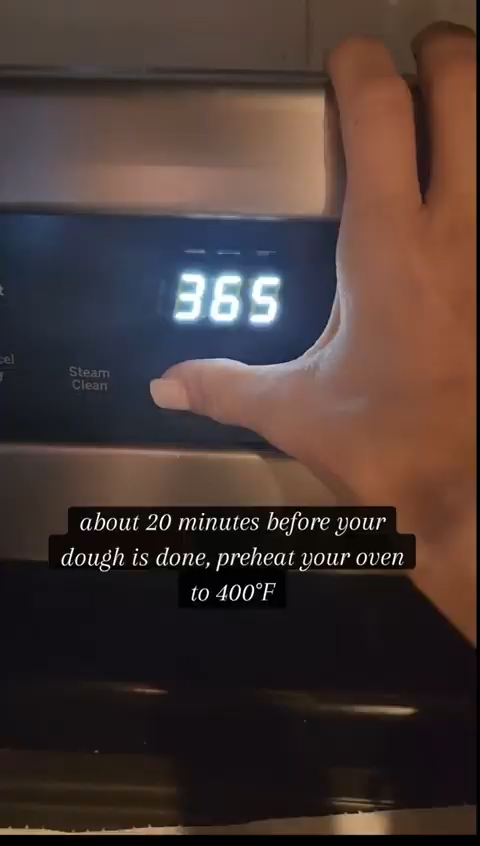 365
Steam
Clean
about 20 minutes before your
dough is done, preheat your oven
to 400°F